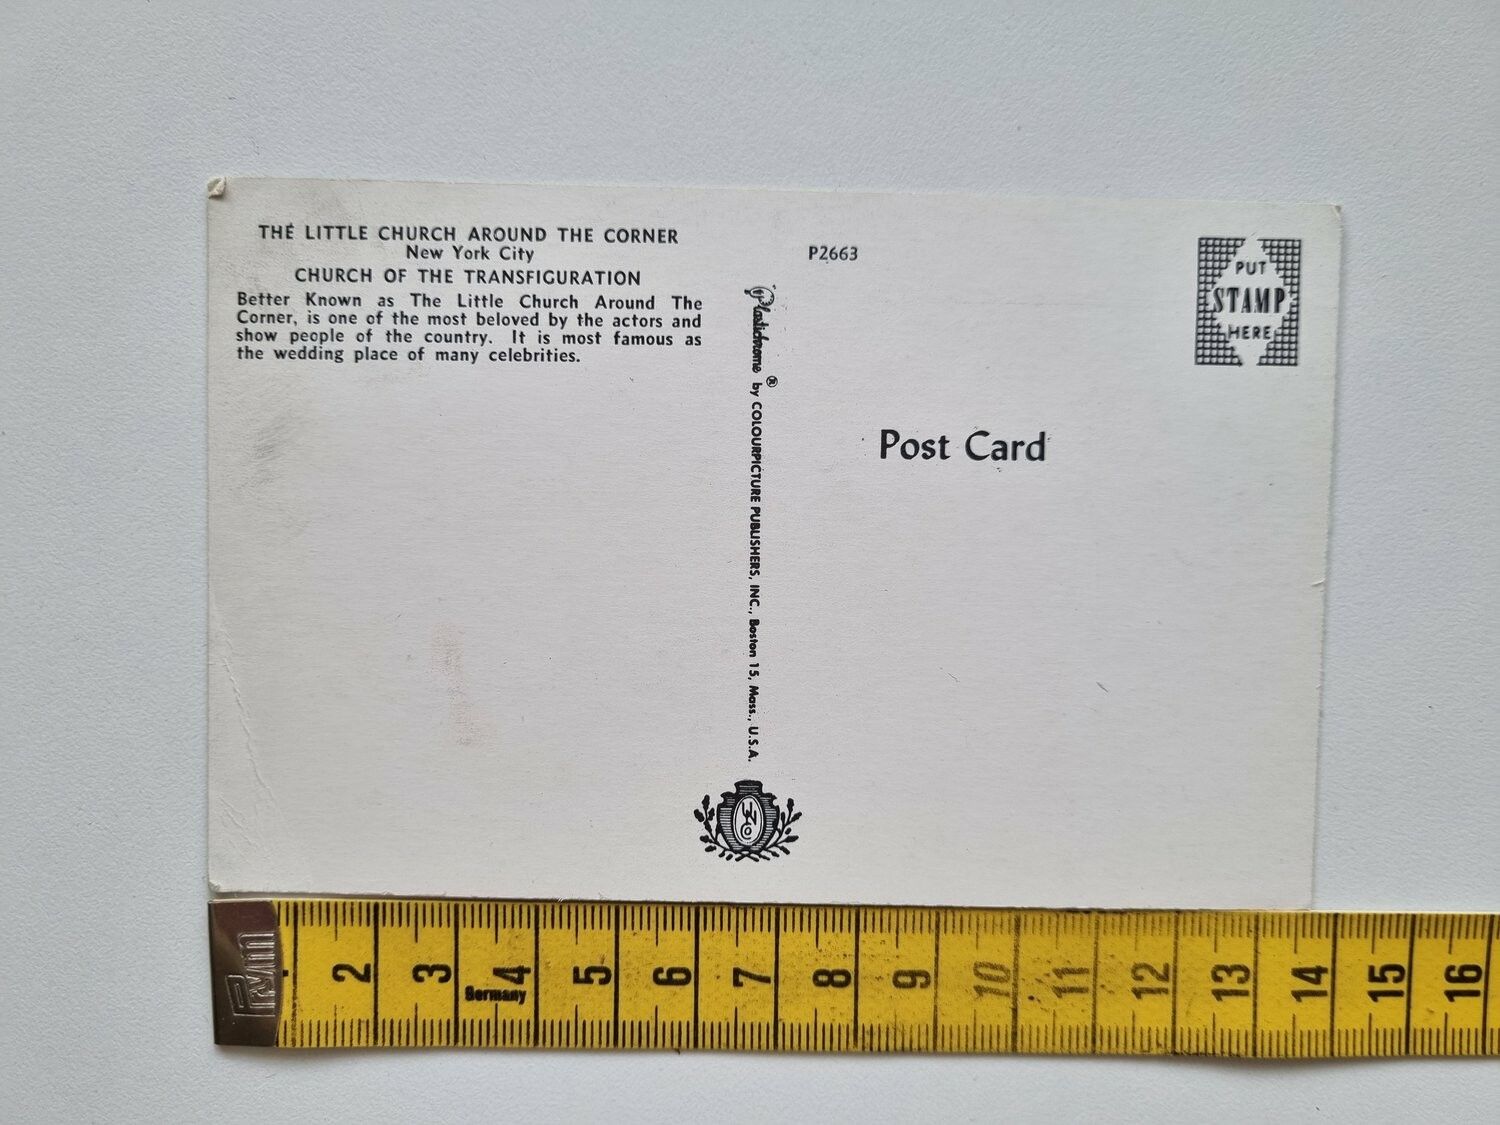 THE LITTLE CHURCH AROUND THE CORNER
New York City
CHURCH OF THE TRANSFIGURATION
Better Known as The Little Church Around The
Corner, is one of the most beloved by the actors and
show people of the country. It is most famous as
the wedding place of many celebrities.
P2663
Plastichrome ® by COLOURPICTURE PUBLISHERS, INC., Boston 15, Mass., U.S.A.
PUT
STAMP
HERE
Post Card
Prym
2 3 4 5 6 7 8 9 10 11 12 13 14 15 16
Germany